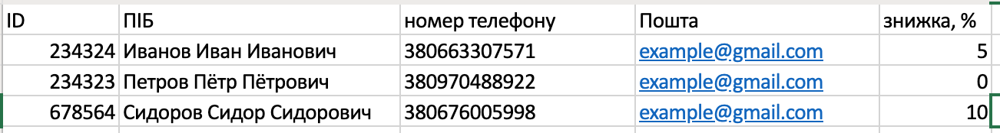 ID ПІБ номер телефону Пошта знижка, %
234324 Иванов Иван Иванович 380663307571 example@gmail.com 5
234323 Петров Пётр Пётрович 380970488922 example@gmail.com 0
678564 Сидоров Сидор Сидорович 380676005998 example@gmail.com 10